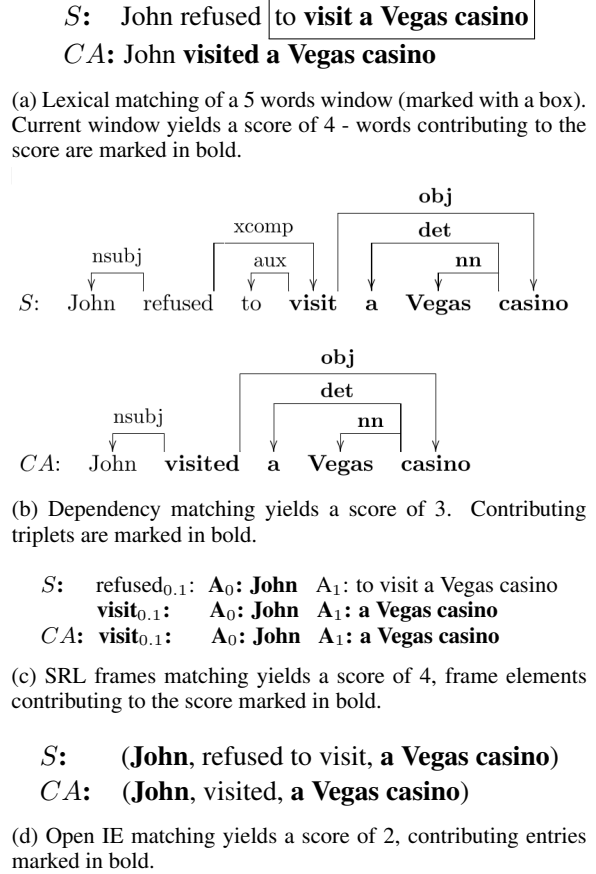 S: John refused to visit a Vegas casino
CA: John visited a Vegas casino
(a) Lexical matching of a 5 words window (marked with a box).
Current window yields a score of 4 - words contributing to the
score are marked in bold.
obj
xcomp det
nsubj aux nn
S: John refused to visit a Vegas casino
obj
det
nsubj nn
CA: John visited a Vegas casino
(b) Dependency matching yields a score of 3. Contributing
triplets are marked in bold.
S: refused0.1: A0: John A1: to visit a Vegas casino
visit0.1: A0: John A1: a Vegas casino
CA: visit0.1: A0: John A1: a Vegas casino
(c) SRL frames matching yields a score of 4, frame elements
contributing to the score marked in bold.
S: (John, refused to visit, a Vegas casino)
CA: (John, visited, a Vegas casino)
(d) Open IE matching yields a score of 2, contributing entries
marked in bold.